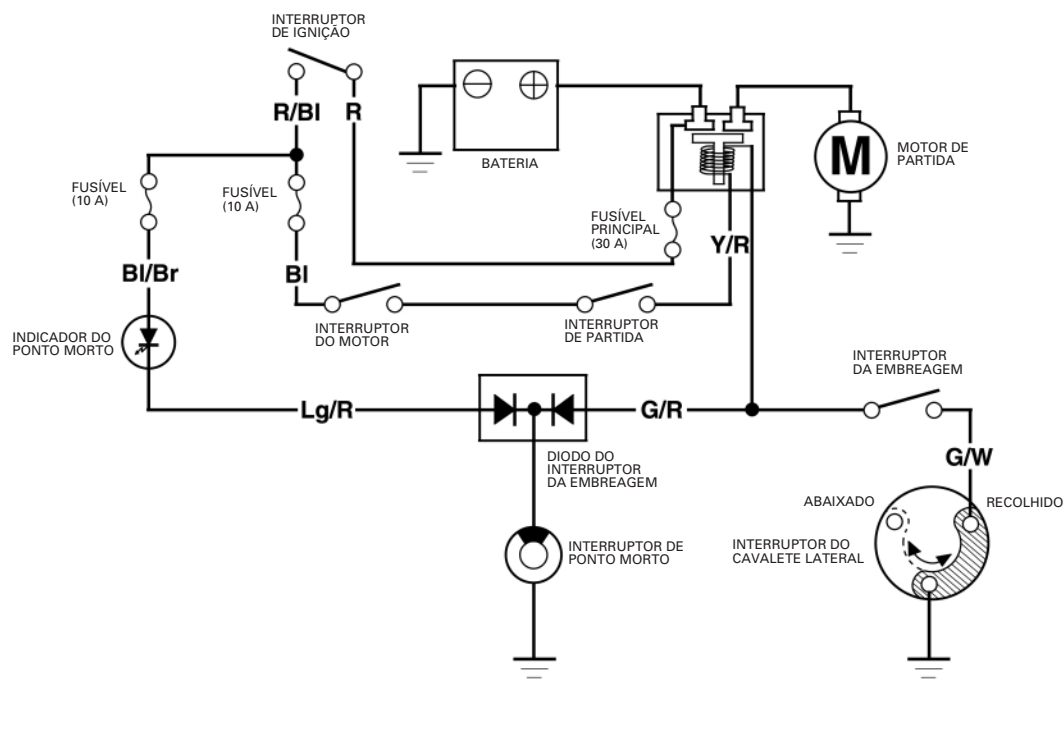 INTERRUPTOR
DE IGNIÇÃO
R/Bl
R
BATERIA
M
MOTOR DE
PARTIDA
FUSÍVEL
(10 A)
FUSÍVEL
(10 A)
FUSÍVEL
PRINCIPAL
(30 A)
Y/R
Bl/Br
Bl
INDICADOR DO
PONTO MORTO
INTERRUPTOR
DO MOTOR
INTERRUPTOR
DE PARTIDA
INTERRUPTOR
DA EMBREAGEM
Lg/R
G/R
G/W
DIODO DO
INTERRUPTOR
DA EMBREAGEM
ABAIXADO
RECOLHIDO
INTERRUPTOR DE
PONTO MORTO
INTERRUPTOR DO
CAVALETE LATERAL